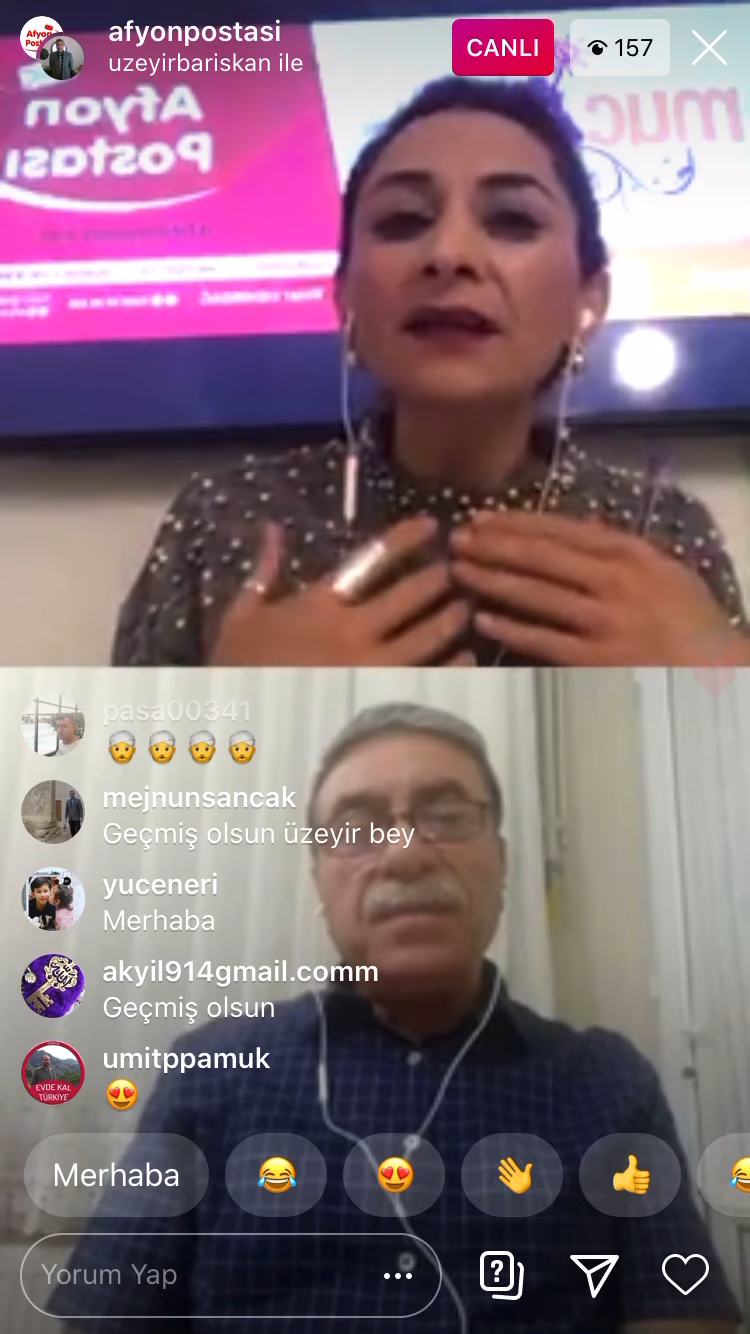 afyonpostasi
uzeyirbariskan ile
CANLI
157
Afyon
Postası
muc
pasa00341
mejnunsancak
Geçmiş olsun üzeyir bey
yuceneri
Merhaba
akyil914gmail.comm
Geçmiş olsun
umitppamuk
EVDE KAL
TÜRKİYE
Merhaba
Yorum Yap